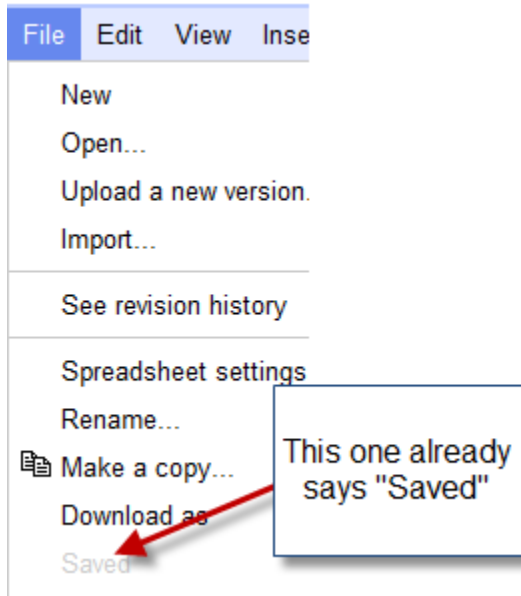 File Edit View Inse
New
Open...
Upload a new version.
Import...
See revision history
Spreadsheet settings
Rename...
Make a copy...
Download as
Saved
This one already
says "Saved"